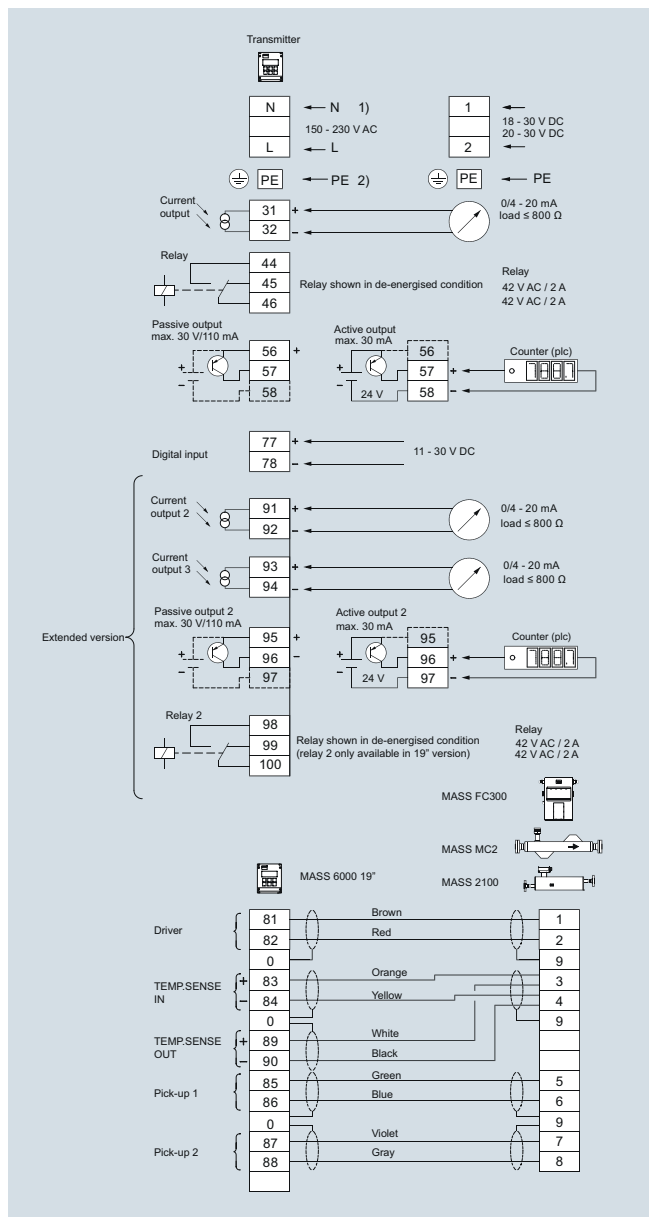 Transmitter
N
N 1)
150 - 230 V AC
L
L
1
18 - 30 V DC
20 - 30 V DC
2
PE
PE 2)
PE
PE
Current
output
31 +
32 –
0/4 - 20 mA
load ≤ 800 Ω
Relay
44
45
46
Relay shown in de-energised condition
Relay
42 V AC / 2 A
42 V AC / 2 A
Passive output
max. 30 V/110 mA
+
–
56 +
57
58
Active output
max. 30 mA
+
–
24 V
56
57 +
58 –
Counter (plc)
Digital input
77 +
78 –
11 - 30 V DC
Extended version
Current
output 2
91 +
92 –
0/4 - 20 mA
load ≤ 800 Ω
Current
output 3
93 +
94 –
0/4 - 20 mA
load ≤ 800 Ω
Passive output 2
max. 30 V/110 mA
+
–
95 +
96 –
97
Active output 2
max. 30 mA
+
–
24 V
95
96 +
97 –
Counter (plc)
Relay 2
98
99
100
Relay shown in de-energised condition
(relay 2 only available in 19" version)
Relay
42 V AC / 2 A
42 V AC / 2 A
MASS FC300
MASS MC2
MASS 2100
MASS 6000 19"
Driver
81 Brown 1
82 Red 2
0 9
TEMP.SENSE
IN
+ 83 Orange 3
– 84 Yellow 4
0 9
TEMP.SENSE
OUT
+ 89 White
– 90 Black
Pick-up 1
85 Green 5
86 Blue 6
0 9
Pick-up 2
87 Violet 7
88 Gray 8